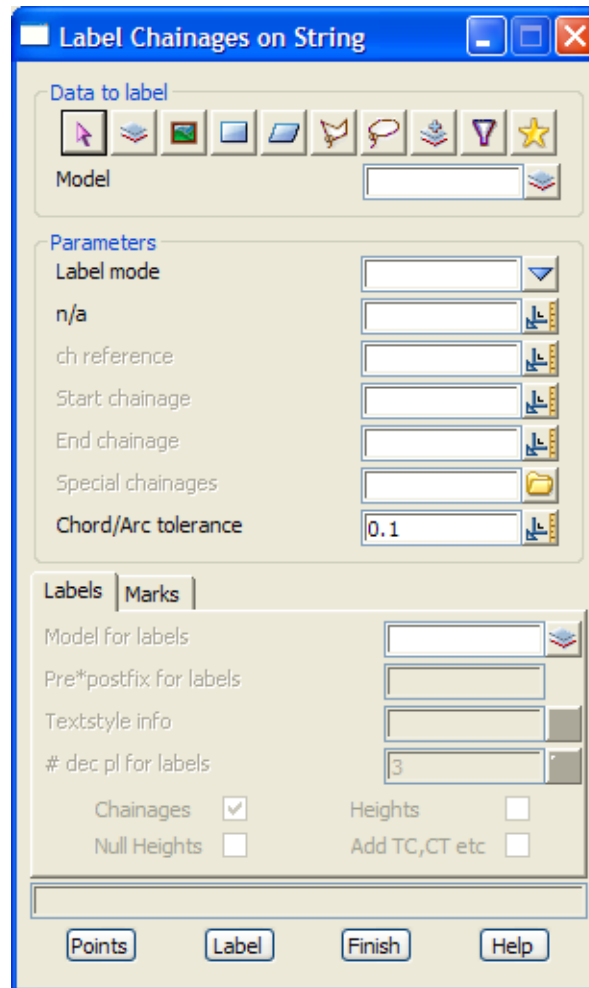 Label Chainages on String
Data to label
Model
Parameters
Label mode
n/a
ch reference
Start chainage
End chainage
Special chainages
Chord/Arc tolerance 0.1
Labels Marks
Model for labels
Pre*postfix for labels
Textstyle info
# dec pl for labels 3
Chainages Heights
Null Heights Add TC,CT etc
Points Label Finish Help